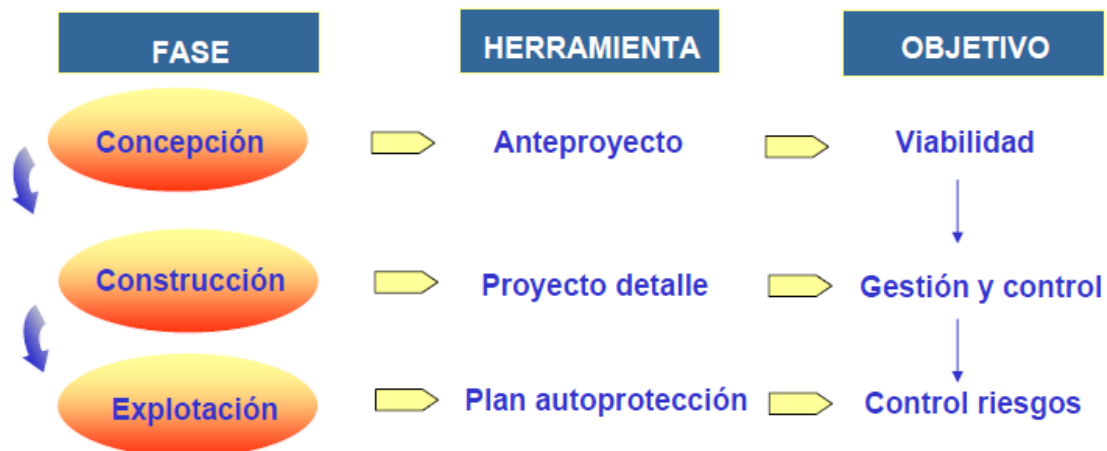 FASE HERRAMIENTA OBJETIVO
Concepción Anteproyecto Viabilidad
Construcción Proyecto detalle Gestión y control
Explotación Plan autoprotección Control riesgos